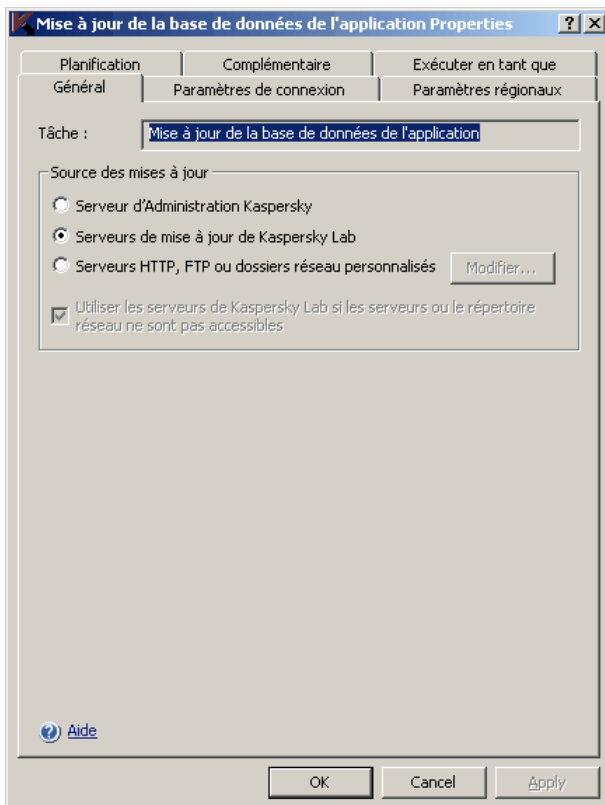 Mise à jour de la base de données de l'application Properties
Planification Complémentaire Exécuter en tant que
Général Paramètres de connexion Paramètres régionaux
Tâche : Mise à jour de la base de données de l'application
Source des mises à jour
Serveur d'Administration Kaspersky
Serveurs de mise à jour de Kaspersky Lab
Serveurs HTTP, FTP ou dossiers réseau personnalisés Modifier...
Utiliser les serveurs de Kaspersky Lab si les serveurs ou le répertoire
réseau ne sont pas accessibles
Aide
OK Cancel Apply